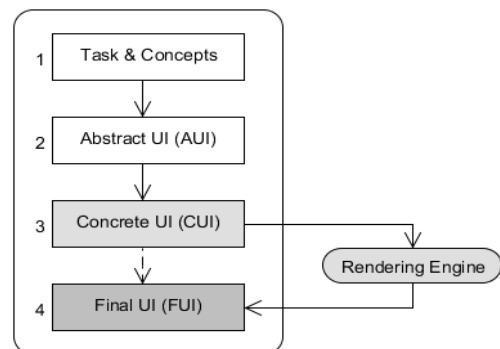 1 Task & Concepts
2 Abstract UI (AUI)
3 Concrete UI (CUI)
Rendering Engine
4 Final UI (FUI)